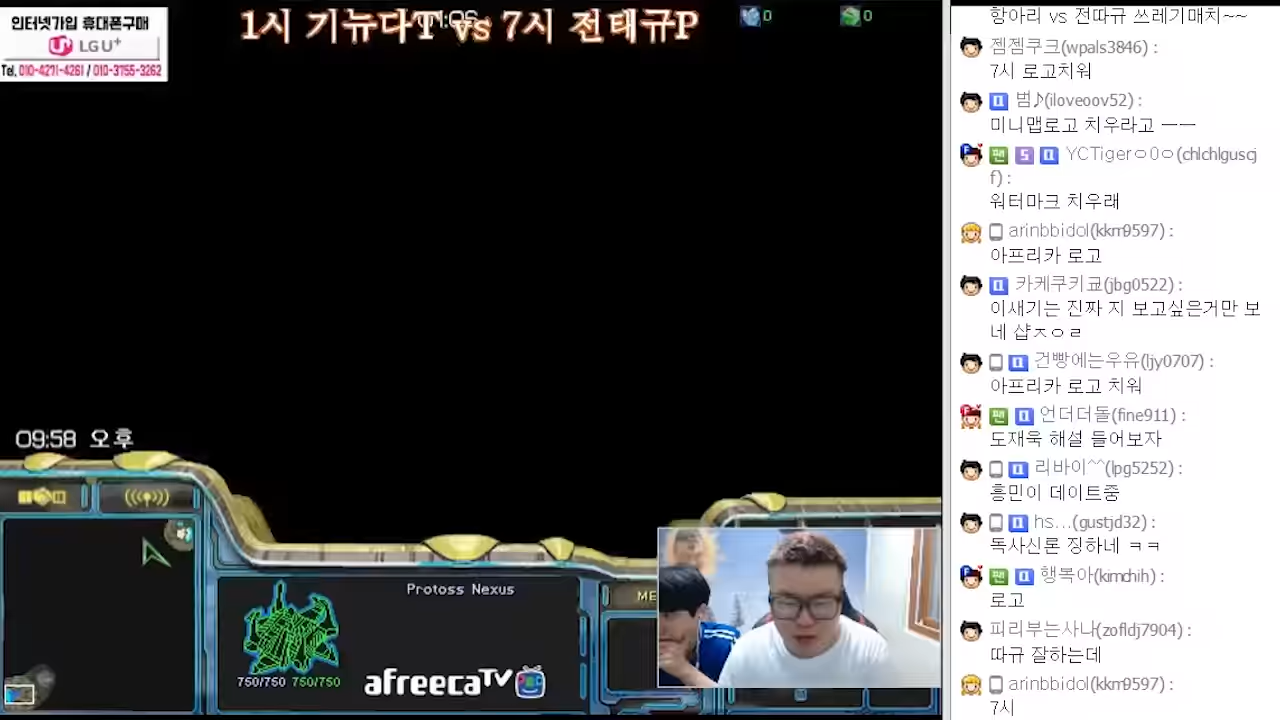 인터넷가입 휴대폰구매
U+ LG U+
Tel. 010-4271-4261 / 010-3755-3262
1시 기뉴다T vs 7시 전태규P
0
0
09:58 오후
Protoss Nexus
750/750 750/750
afreecaTV
ME
항아리 vs 전따규 쓰레기매치~~
젬젬쿠크(wpals3846) :
7시 로고치워
범♪(iloveoov52) :
미니맵로고 치우라고 ㅡㅡ
팬 S YCTigerㅇ0ㅇ(chlchlguscj
f) :
워터마크 치우래
arinbbidol(kkm9597) :
아프리카 로고
카케쿠키쿄(jbg0522) :
이새기는 진짜 지 보고싶은거만 보
네 샵ㅈㅇㄹ
건빵에는우유(ljy0707) :
아프리카 로고 치워
팬 언더더돌(fine911) :
도재욱 해설 들어보자
리바이^^(lpg5252) :
흥민이 데이트중
hs...(gustjd32) :
독사신론 징하네 ㅋㅋ
팬 행복아(kimchih) :
로고
피리부는사나(zofldj7904) :
따규 잘하는데
arinbbidol(kkm9597) :
7시